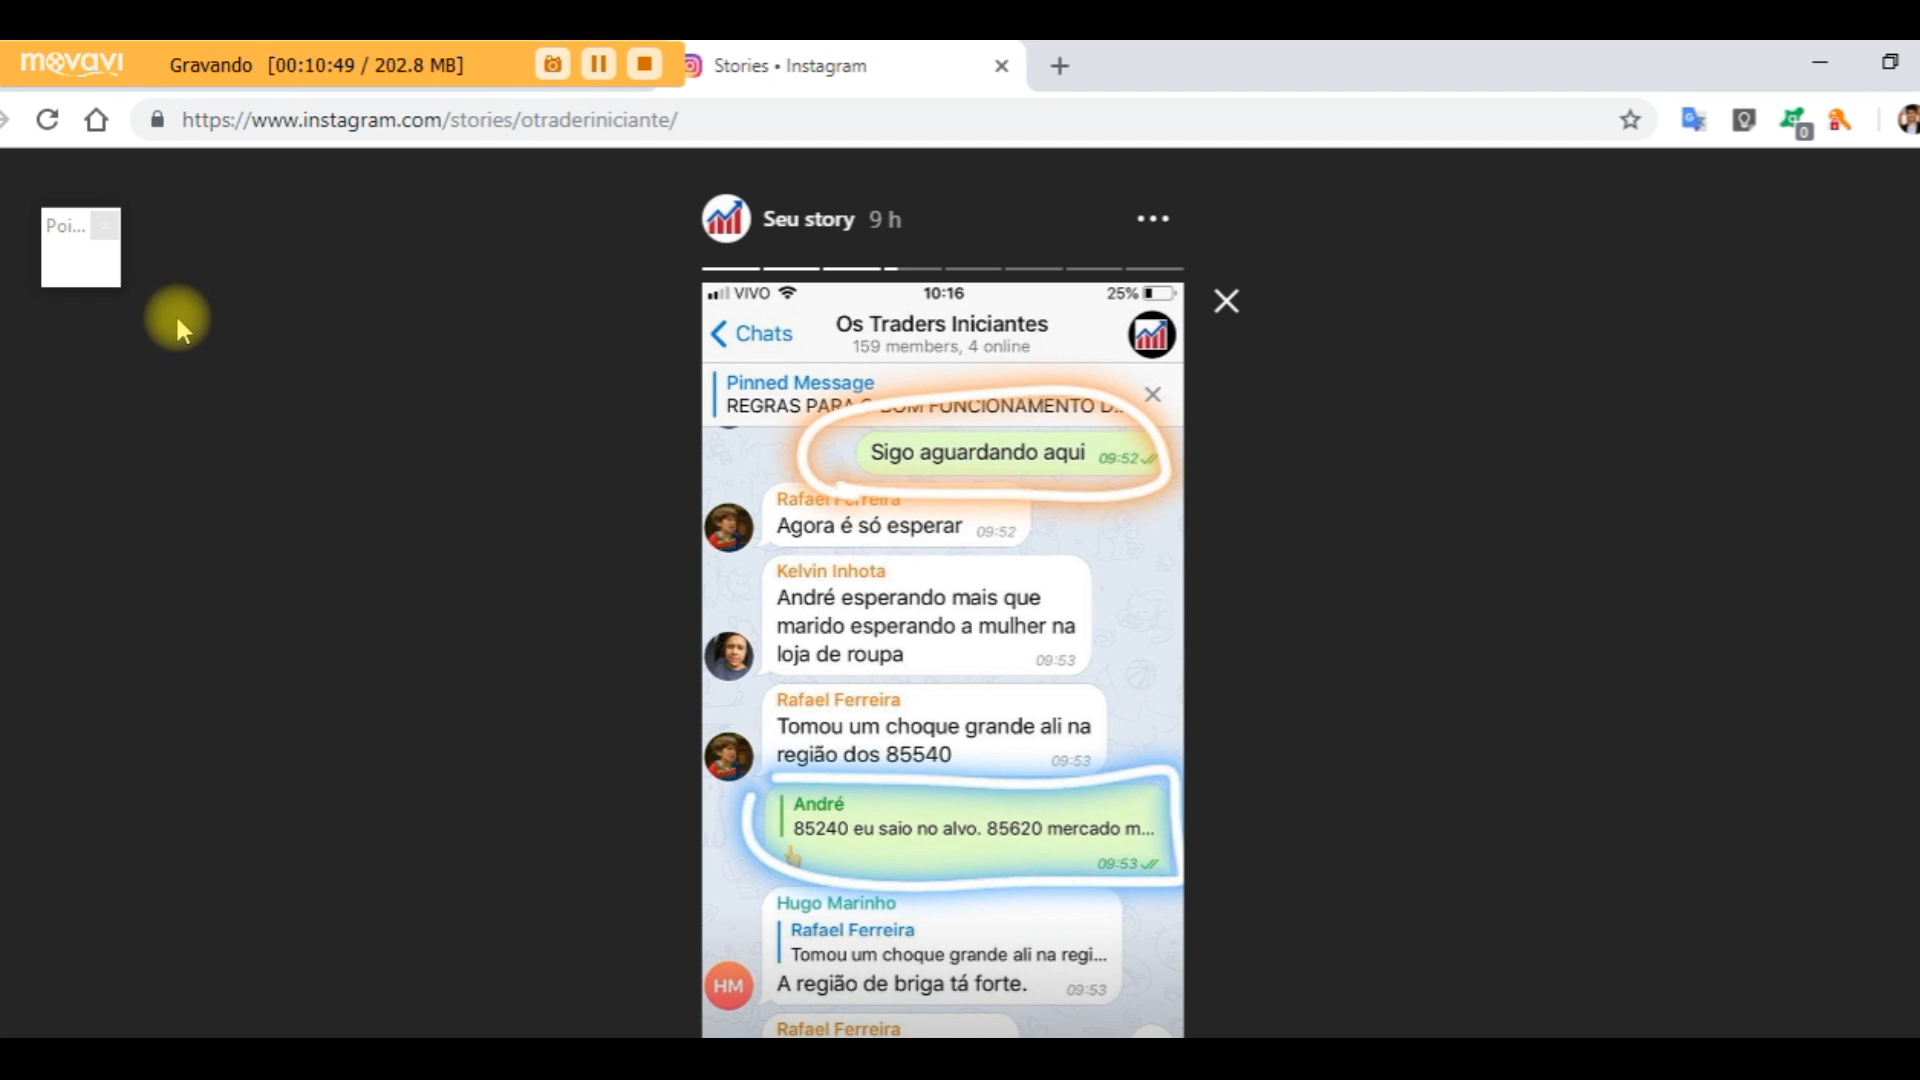 movavi
Gravando [00:10:49 / 202.8 MB]
Stories • Instagram
https://www.instagram.com/stories/otraderiniciante/
0
Poi...
Seu story 9 h
VIVO 10:16 25%
Chats
Os Traders Iniciantes
159 members, 4 online
Pinned Message
REGRAS PARA O BOM FUNCIONAMENTO D...
Sigo aguardando aqui 09:52
Rafael Ferreira
Agora é só esperar 09:52
Kelvin Inhota
André esperando mais que
marido esperando a mulher na
loja de roupa 09:53
Rafael Ferreira
Tomou um choque grande ali na
região dos 85540 09:53
André
85240 eu saio no alvo. 85620 mercado m...
09:53
Hugo Marinho
Rafael Ferreira
Tomou um choque grande ali na regi...
HM
A região de briga tá forte. 09:53
Rafael Ferreira